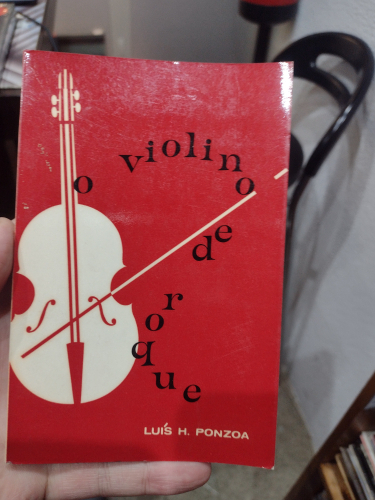 o violino
de
roque
LUÍS H. PONZOA